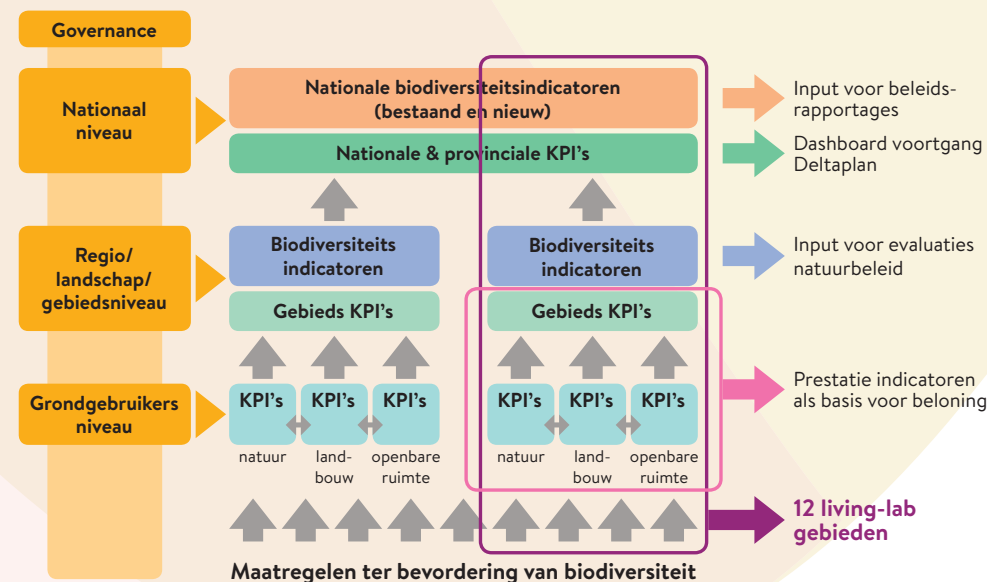 Governance
Nationaal
niveau
Nationale biodiversiteitsindicatoren
(bestaand en nieuw)
Nationale & provinciale KPI's
Input voor beleids-
rapportages
Dashboard voortgang
Deltaplan
Regio/
landschap/
gebiedsniveau
Biodiversiteits
indicatoren
Gebieds KPI's
Biodiversiteits
indicatoren
Gebieds KPI's
Input voor evaluaties
natuurbeleid
Grondgebruikers
niveau
KPI's
KPI's
KPI's
natuur
land-
bouw
openbare
ruimte
KPI's
KPI's
KPI's
natuur
land-
bouw
openbare
ruimte
Prestatie indicatoren
als basis voor beloning
12 living-lab
gebieden
Maatregelen ter bevordering van biodiversiteit